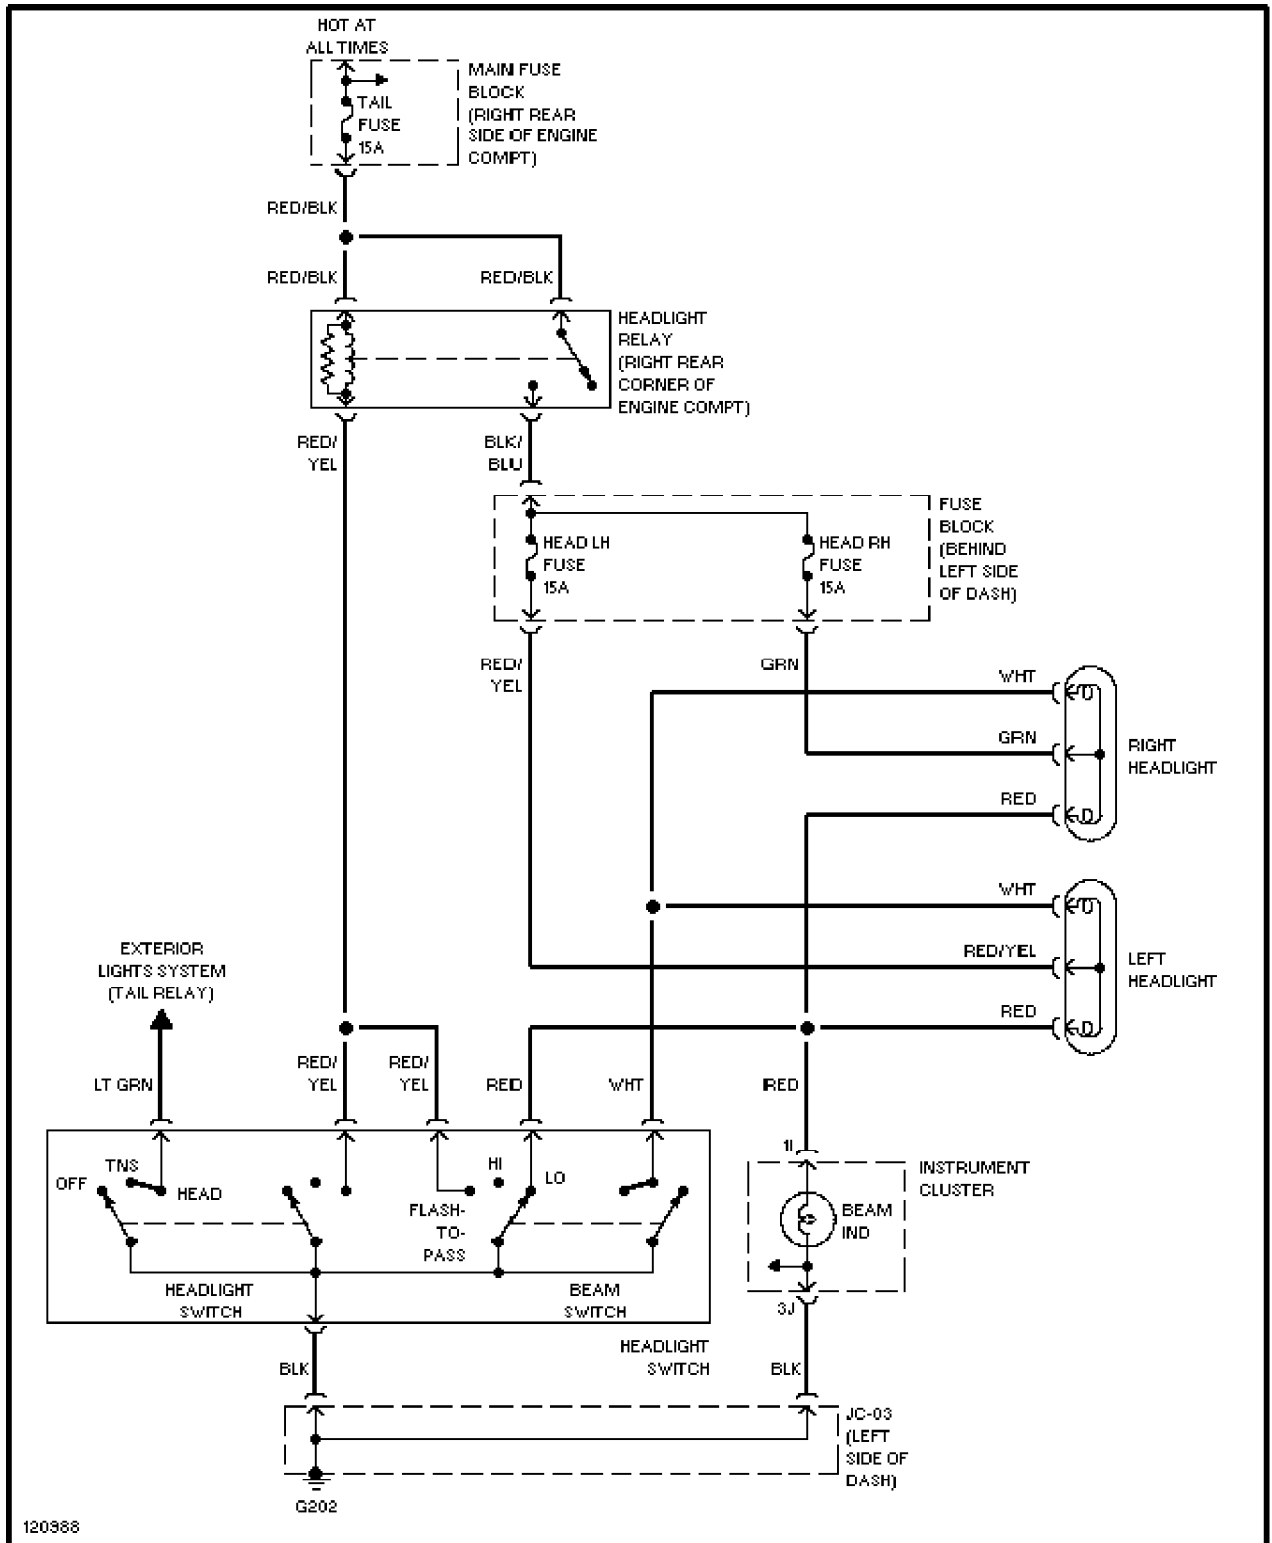 HOT AT
ALL TIMES
MAIN FUSE
BLOCK
(RIGHT REAR
SIDE OF ENGINE
COMPT)
TAIL
FUSE
15A
RED/BLK
RED/BLK
RED/BLK
HEADLIGHT
RELAY
(RIGHT REAR
CORNER OF
ENGINE COMPT)
RED/
YEL
BLK/
BLU
FUSE
BLOCK
(BEHIND
LEFT SIDE
OF DASH)
HEAD LH
FUSE
15A
HEAD RH
FUSE
15A
RED/
YEL
GRN
WHT
GRN
RED
RIGHT
HEADLIGHT
WHT
RED/YEL
RED
LEFT
HEADLIGHT
EXTERIOR
LIGHTS SYSTEM
(TAIL RELAY)
LT GRN
RED/
YEL
RED/
YEL
RED
WHT
RED
OFF
TNS
HEAD
FLASH-
TO-
PASS
HI
LO
HEADLIGHT
SWITCH
BEAM
SWITCH
HEADLIGHT
SWITCH
1I
INSTRUMENT
CLUSTER
BEAM
IND
3J
BLK
BLK
JC-03
(LEFT
SIDE OF
DASH)
G202
120988